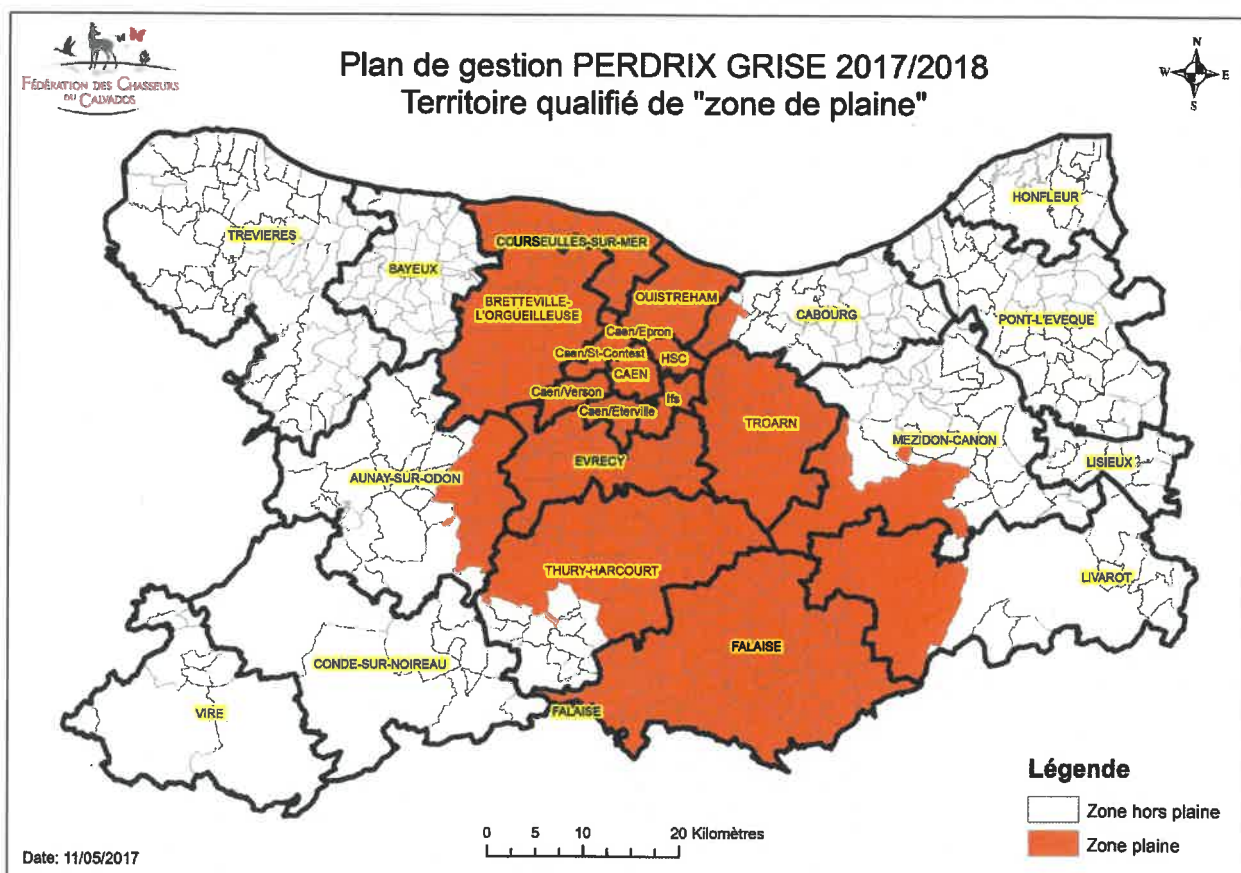 FÉDÉRATION DES CHASSEURS
DU CALVADOS
Plan de gestion PERDRIX GRISE 2017/2018
Territoire qualifié de "zone de plaine"
N
W
E
S
HONFLEUR
TREVIERES
COURSEULLES-SUR-MER
BAYEUX
OUISTREHAM
BRETTEVILLE-
L'ORGUEILLEUSE
CABOURG
PONT-L'EVEQUE
Caen/Epron
Caen/St-Contest
HSC
CAEN
Caen/Verson
Ifs
Caen/Eterville
TROARN
MEZIDON-CANON
EVRECY
LISIEUX
AUNAY-SUR-ODON
THURY-HARCOURT
LIVAROT
FALAISE
CONDE-SUR-NOIREAU
VIRE
FALAISE
Légende
Zone hors plaine
Zone plaine
0 5 10 20 Kilomètres
Date: 11/05/2017